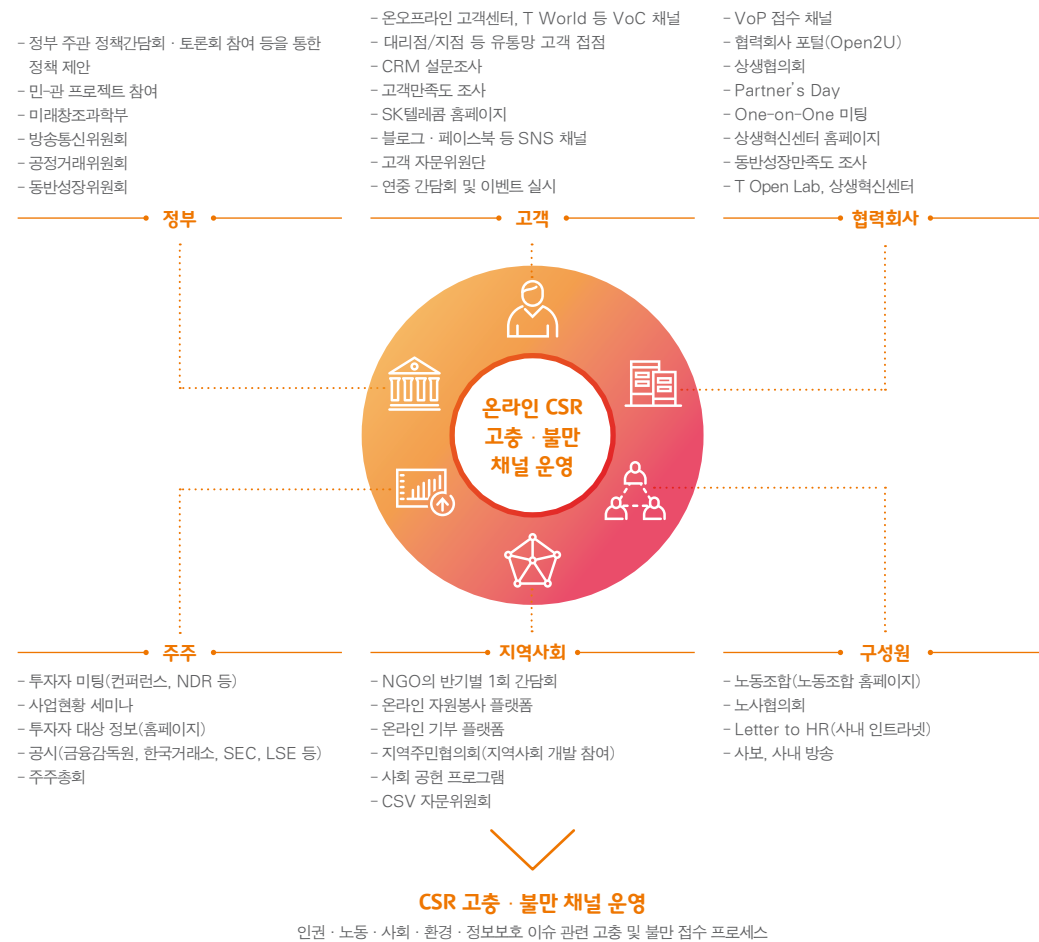 - 정부 주관 정책간담회 · 토론회 참여 등을 통한
정책 제안
- 민-관 프로젝트 참여
- 미래창조과학부
- 방송통신위원회
- 공정거래위원회
- 동반성장위원회
정부
- 온오프라인 고객센터, T World 등 VoC 채널
- 대리점/지점 등 유통망 고객 접점
- CRM 설문조사
- 고객만족도 조사
- SK텔레콤 홈페이지
- 블로그 · 페이스북 등 SNS 채널
- 고객 자문위원단
- 연중 간담회 및 이벤트 실시
고객
- VoP 접수 채널
- 협력회사 포털(Open2U)
- 상생협의회
- Partner's Day
- One-on-One 미팅
- 상생혁신센터 홈페이지
- 동반성장만족도 조사
- T Open Lab, 상생혁신센터
협력회사
온라인 CSR
고충 · 불만
채널 운영
주주
- 투자자 미팅(컨퍼런스, NDR 등)
- 사업현황 세미나
- 투자자 대상 정보(홈페이지)
- 공시(금융감독원, 한국거래소, SEC, LSE 등)
- 주주총회
지역사회
- NGO의 반기별 1회 간담회
- 온라인 자원봉사 플랫폼
- 온라인 기부 플랫폼
- 지역주민협의회(지역사회 개발 참여)
- 사회 공헌 프로그램
- CSV 자문위원회
구성원
- 노동조합(노동조합 홈페이지)
- 노사협의회
- Letter to HR(사내 인트라넷)
- 사보, 사내 방송
CSR 고충 · 불만 채널 운영
인권 · 노동 · 사회 · 환경 · 정보보호 이슈 관련 고충 및 불만 접수 프로세스